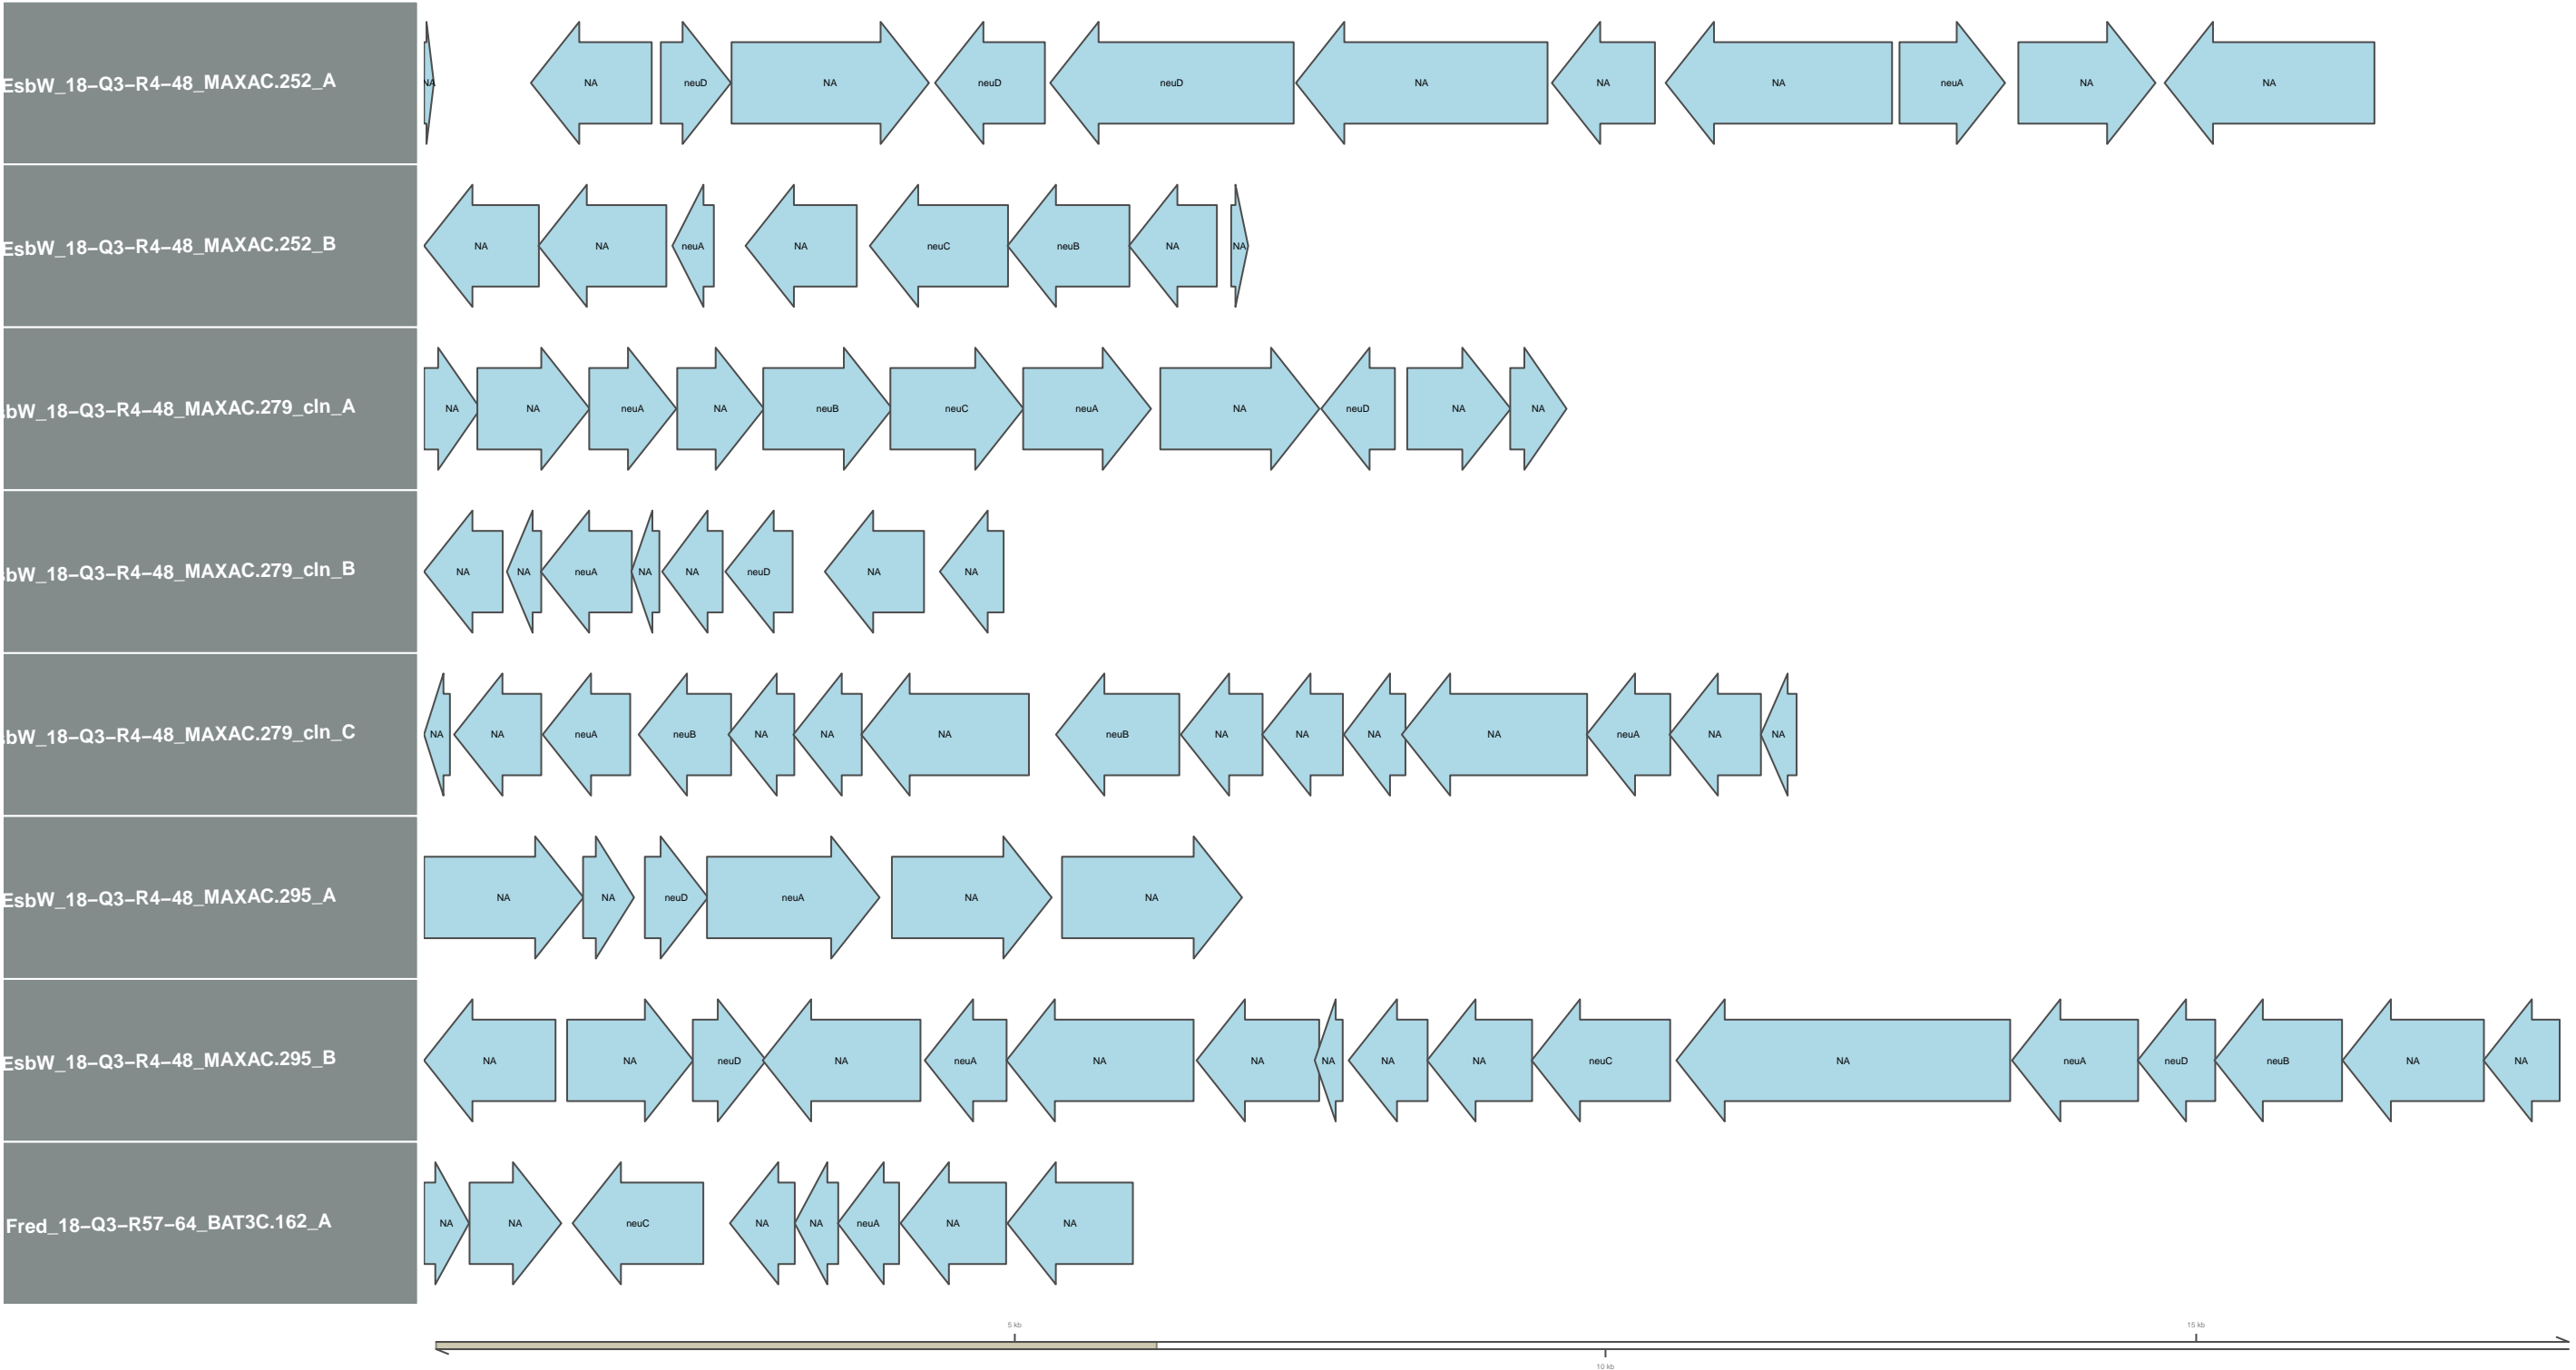 EsbW_18-Q3-R4-48_MAXAC.252_A
NA NA neuD NA neuD neuD NA NA NA neuA NA NA
EsbW_18-Q3-R4-48_MAXAC.252_B
NA NA neuA NA neuC neuB NA NA
bW_18-Q3-R4-48_MAXAC.279_cln_A
NA NA neuA NA neuB neuC neuA NA neuD NA NA
bW_18-Q3-R4-48_MAXAC.279_cln_B
NA NA neuA NA NA neuD NA NA
bW_18-Q3-R4-48_MAXAC.279_cln_C
NA NA neuA neuB NA NA NA neuB NA NA NA NA neuA NA NA
EsbW_18-Q3-R4-48_MAXAC.295_A
NA NA neuD neuA NA NA
EsbW_18-Q3-R4-48_MAXAC.295_B
NA NA neuD NA neuA NA NA NA NA NA neuC NA neuA neuD neuB NA NA
Fred_18-Q3-R57-64_BAT3C.162_A
NA NA neuC NA NA neuA NA NA
5 kb 15 kb
10 kb